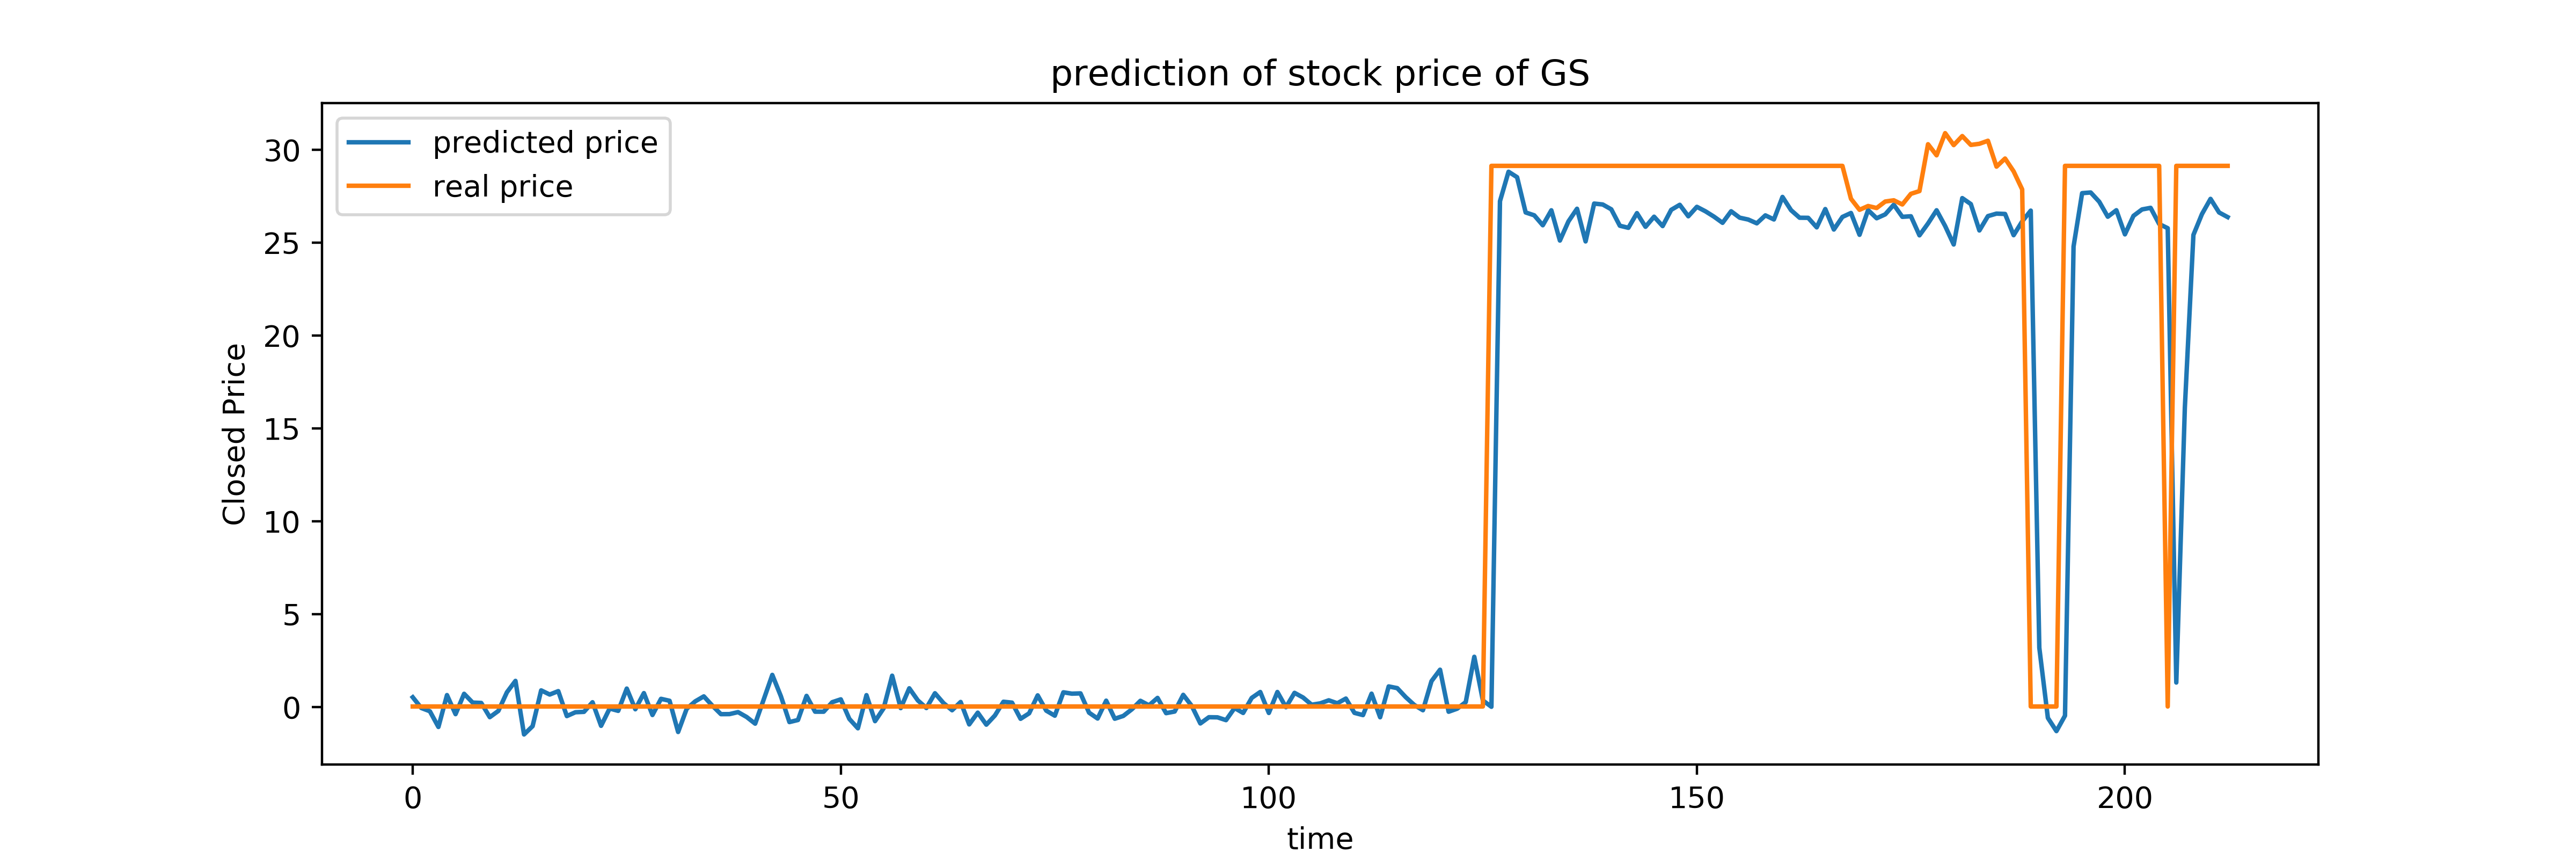 prediction of stock price of GS
predicted price
real price
30
25
20
15
10
5
0
Closed Price
0 50 100 150 200
time